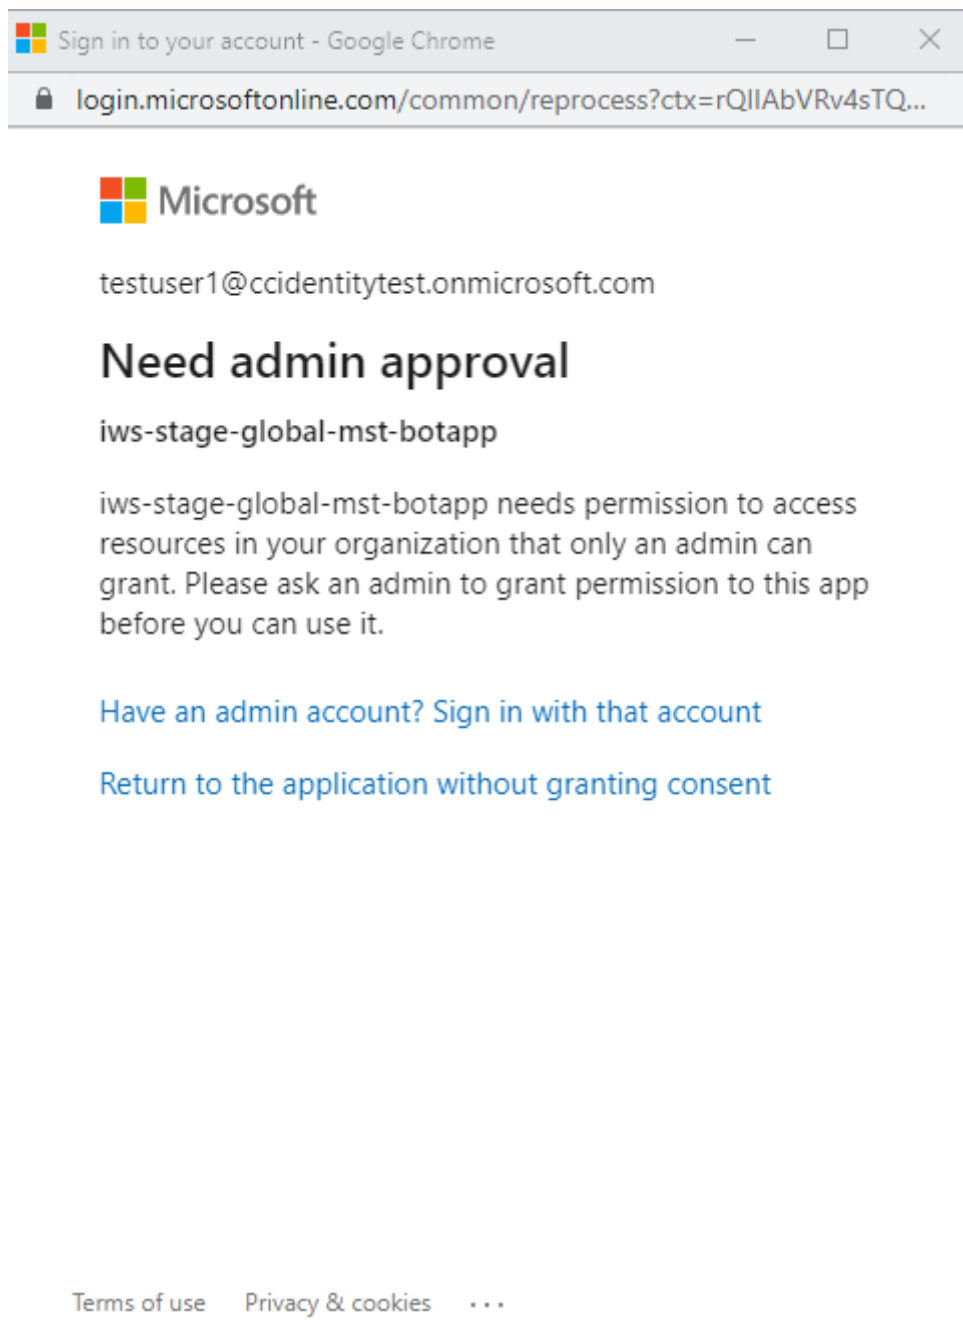 Sign in to your account - Google Chrome
login.microsoftonline.com/common/reprocess?ctx=rQIIAbVRv4sTQ...
Microsoft
testuser1@ccidentitytest.onmicrosoft.com
Need admin approval
iws-stage-global-mst-botapp
iws-stage-global-mst-botapp needs permission to access
resources in your organization that only an admin can
grant. Please ask an admin to grant permission to this app
before you can use it.
Have an admin account? Sign in with that account
Return to the application without granting consent
Terms of use Privacy & cookies ...